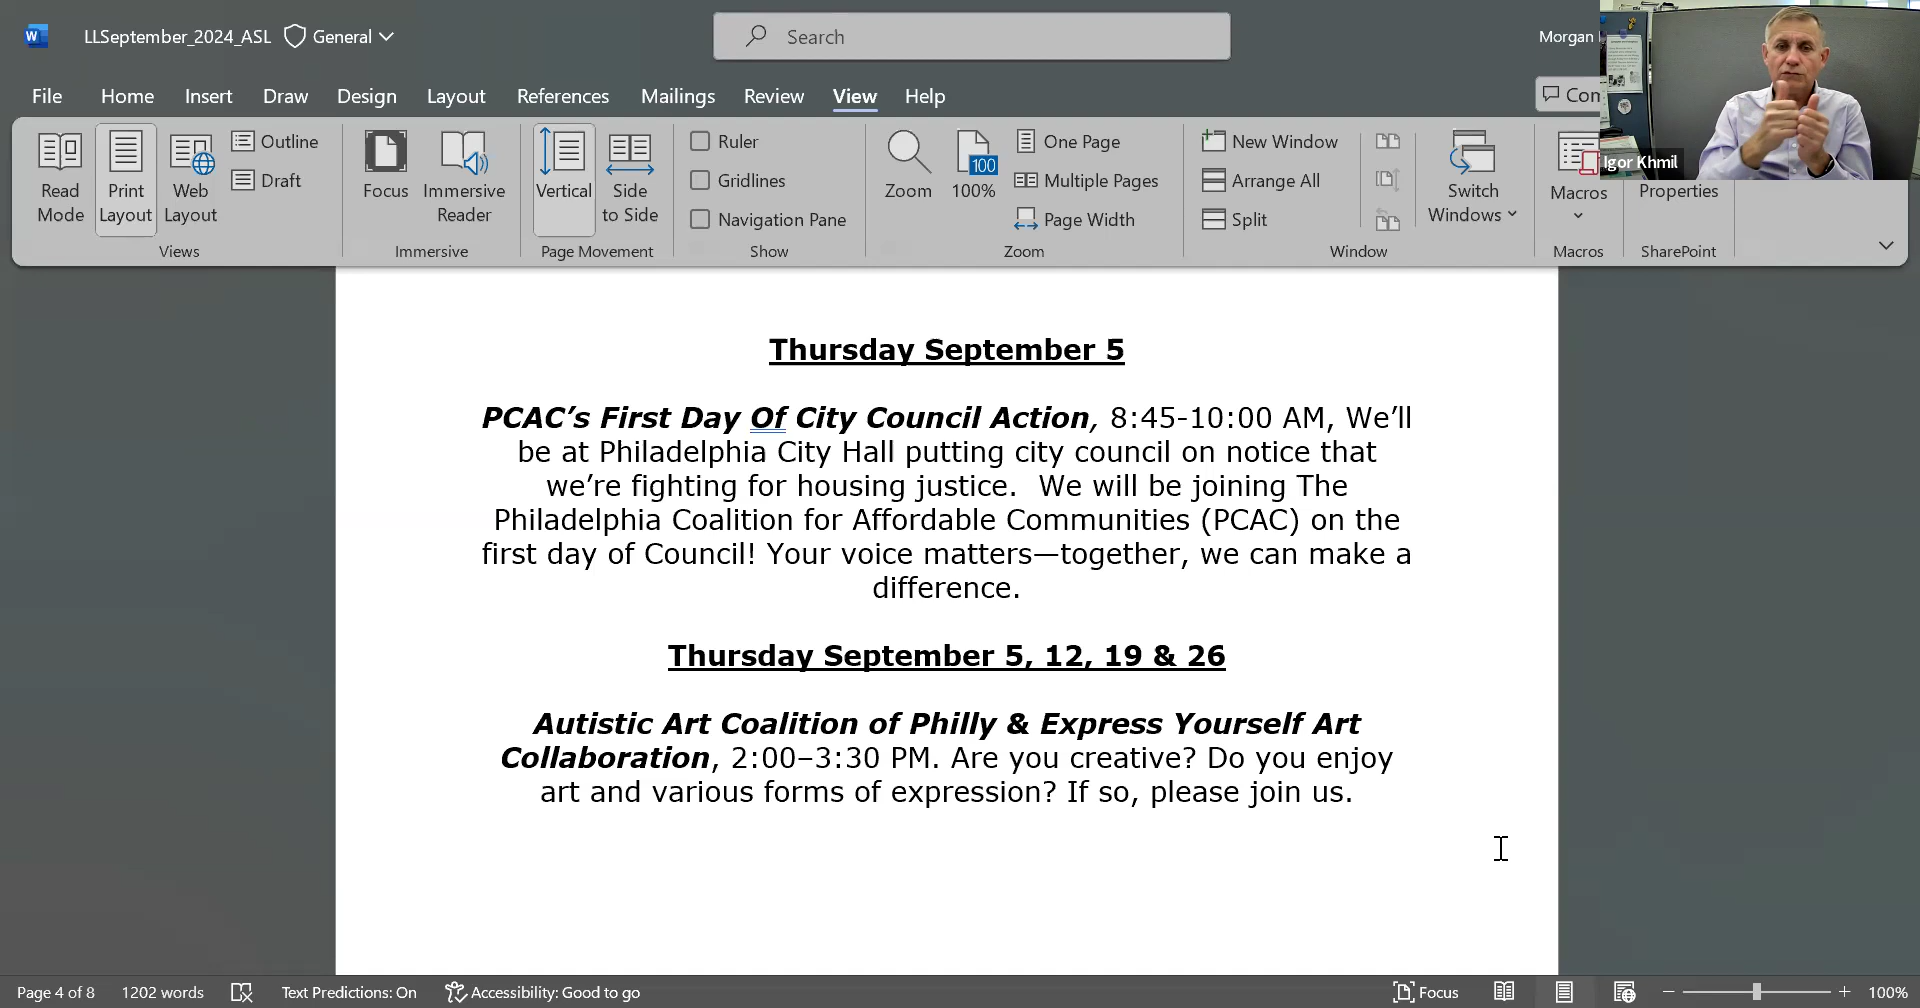 LLSeptember_2024_ASL General
Search
Morgan
File Home Insert Draw Design Layout References Mailings Review View Help
Com
Read Mode
Print Layout
Web Layout
Outline
Draft
Views
Focus
Immersive Reader
Immersive
Vertical
Side to Side
Page Movement
Ruler
Gridlines
Navigation Pane
Show
Zoom
100
100%
One Page
Multiple Pages
Page Width
Zoom
New Window
Arrange All
Split
Switch Windows
Window
Macros
Macros
Properties
SharePoint
Igor Khmil
Thursday September 5
PCAC’s First Day Of City Council Action, 8:45-10:00 AM, We’ll
be at Philadelphia City Hall putting city council on notice that
we’re fighting for housing justice.  We will be joining The
Philadelphia Coalition for Affordable Communities (PCAC) on the
first day of Council! Your voice matters—together, we can make a
difference.
Thursday September 5, 12, 19 & 26
Autistic Art Coalition of Philly & Express Yourself Art
Collaboration, 2:00–3:30 PM. Are you creative? Do you enjoy
art and various forms of expression? If so, please join us.
Page 4 of 8 1202 words Text Predictions: On Accessibility: Good to go Focus 100%